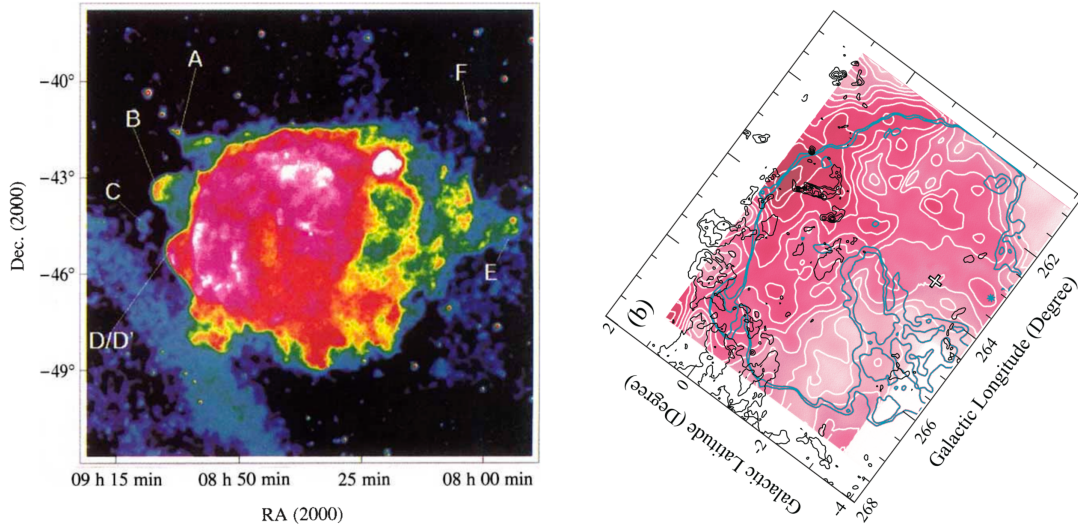 A
F
−40°
B
−43°
C
Dec. (2000)
−46°
E
D/D'
−49°
09 h 15 min
08 h 50 min
25 min
08 h 00 min
RA (2000)
2
(b)
0
-2
-4
Galactic Latitude (Degree)
262
264
266
268
Galactic Longitude (Degree)